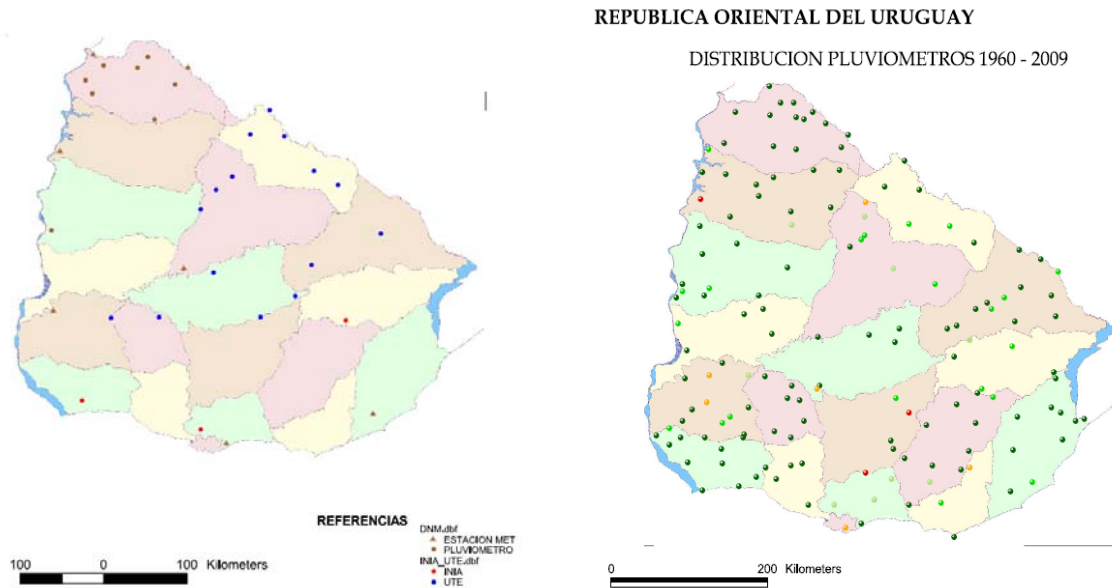 REPUBLICA ORIENTAL DEL URUGUAY
DISTRIBUCION PLUVIOMETROS 1960 - 2009
REFERENCIAS
DNM.dbf
ESTACION MET
PLUVIOMETRO
INIA_UTE.dbf
INIA
UTE
100 0 100 Kilometers
0 200 Kilometers